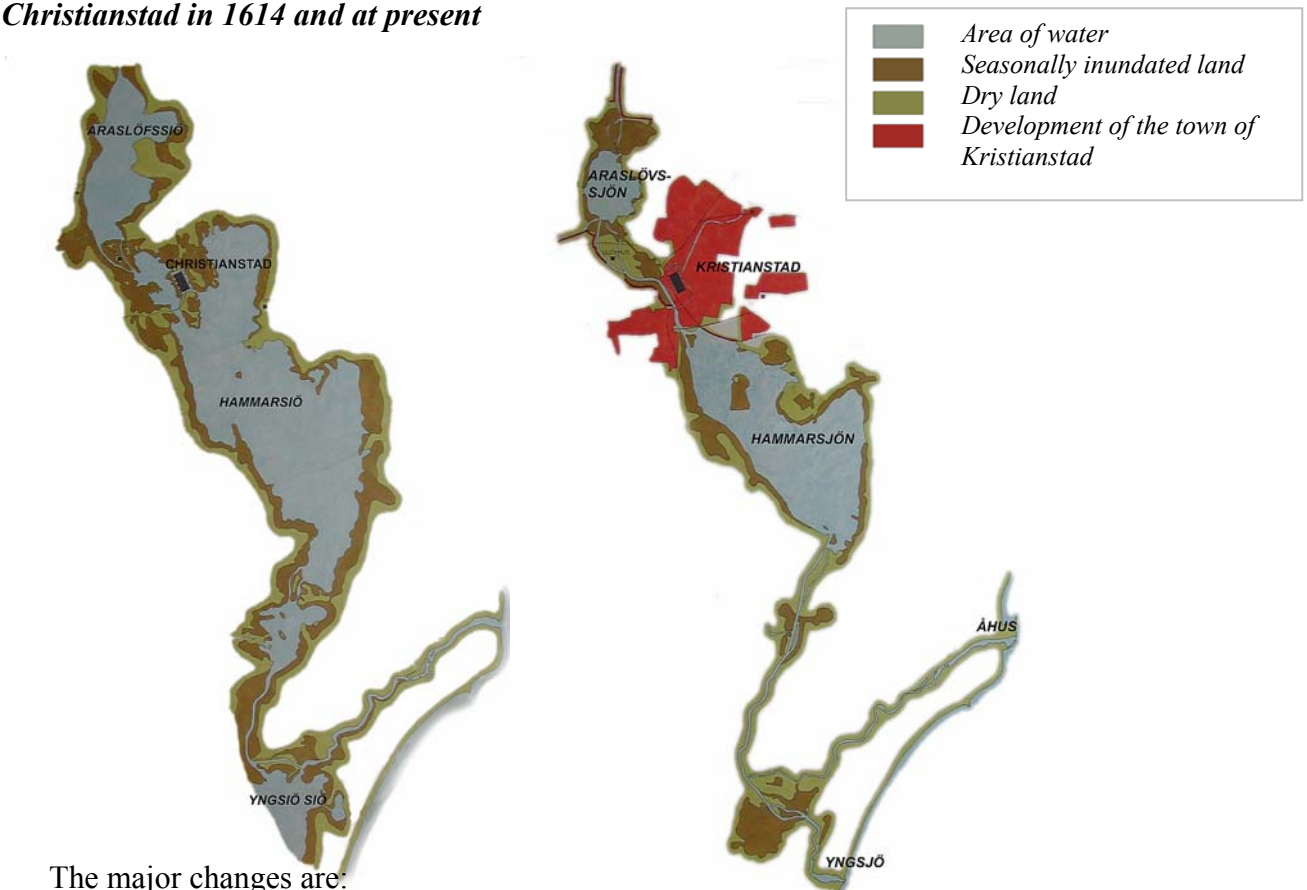 Christianstad in 1614 and at present
Area of water
Seasonally inundated land
Dry land
Development of the town of
Kristianstad
ARASLÖFSSIÖ
CHRISTIANSTAD
HAMMARSIÖ
YNGSIÖ SIÖ
ARASLÖVS-
SJÖN
KRISTIANSTAD
HAMMARSJÖN
ÅHUS
YNGSJÖ
The major changes are: